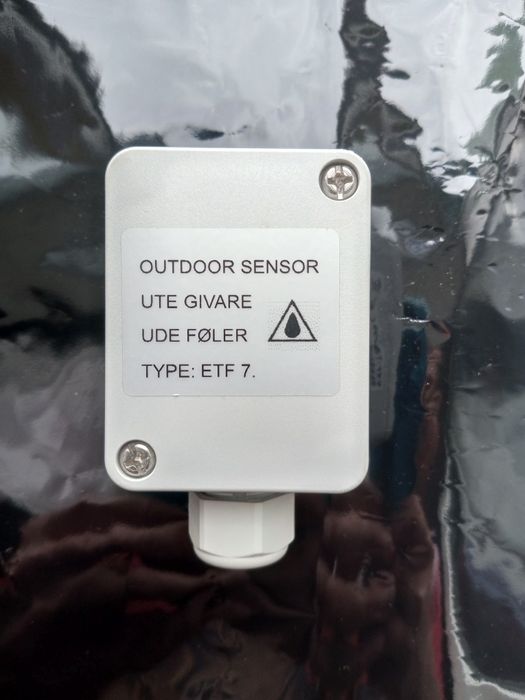 OUTDOOR SENSOR
UTE GIVARE
UDE FØLER
TYPE: ETF 7.